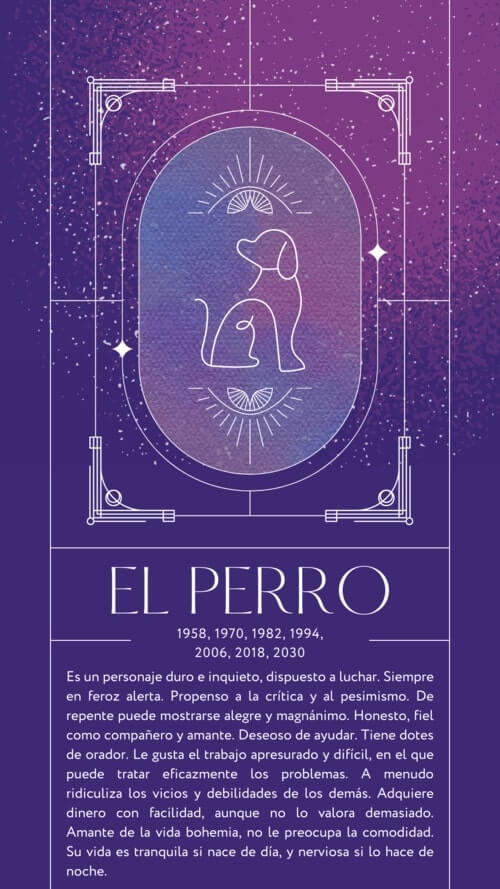 EL PERRO
1958, 1970, 1982, 1994,
2006, 2018, 2030
Es un personaje duro e inquieto, dispuesto a luchar. Siempre
en feroz alerta. Propenso a la crítica y al pesimismo. De
repente puede mostrarse alegre y magnánimo. Honesto, fiel
como compañero y amante. Deseoso de ayudar. Tiene dotes
de orador. Le gusta el trabajo apresurado y difícil, en el que
puede tratar eficazmente los problemas. A menudo
ridiculiza los vicios y debilidades de los demás. Adquiere
dinero con facilidad, aunque no lo valora demasiado.
Amante de la vida bohemia, no le preocupa la comodidad.
Su vida es tranquila si nace de día, y nerviosa si lo hace de
noche.